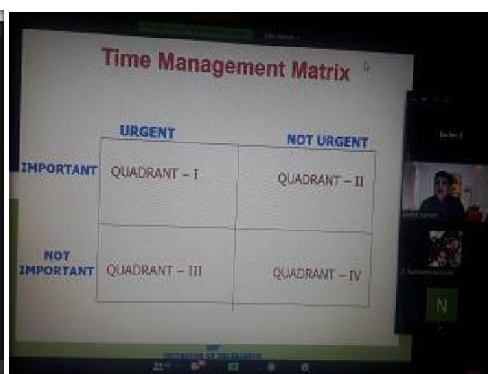 Time Management Matrix
URGENT
NOT URGENT
IMPORTANT
QUADRANT – I
QUADRANT – II
NOT
IMPORTANT
QUADRANT – III
QUADRANT – IV
N